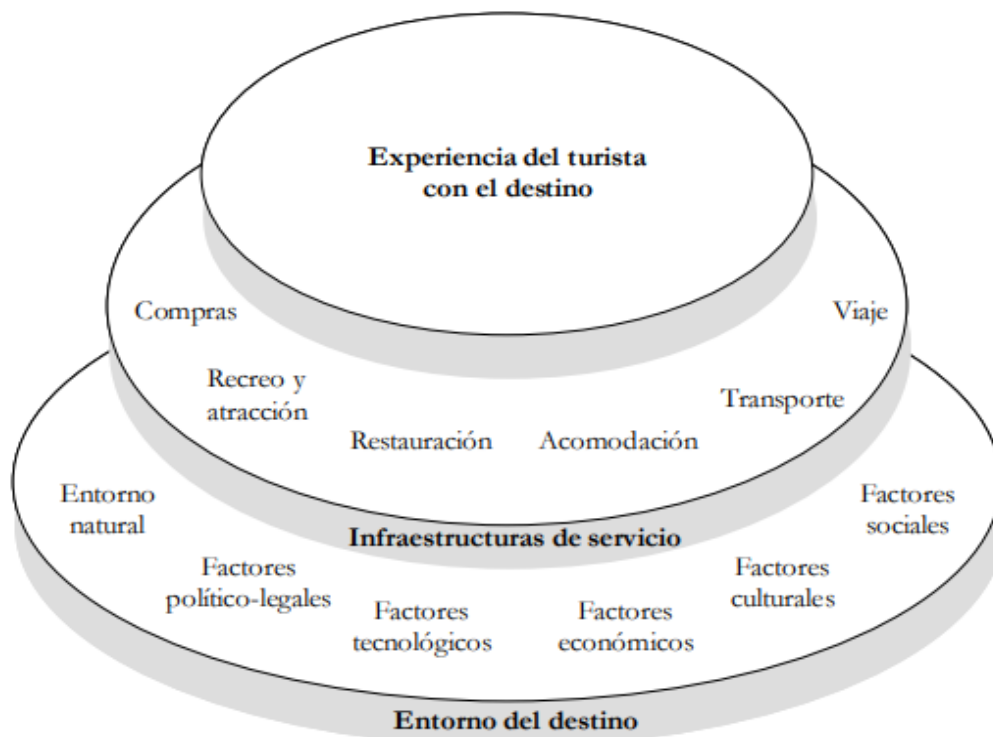 Experiencia del turista
con el destino
Compras
Viaje
Recreo y
atracción
Transporte
Restauración
Acomodación
Infraestructuras de servicio
Entorno
natural
Factores
sociales
Factores
político-legales
Factores
culturales
Factores
tecnológicos
Factores
económicos
Entorno del destino